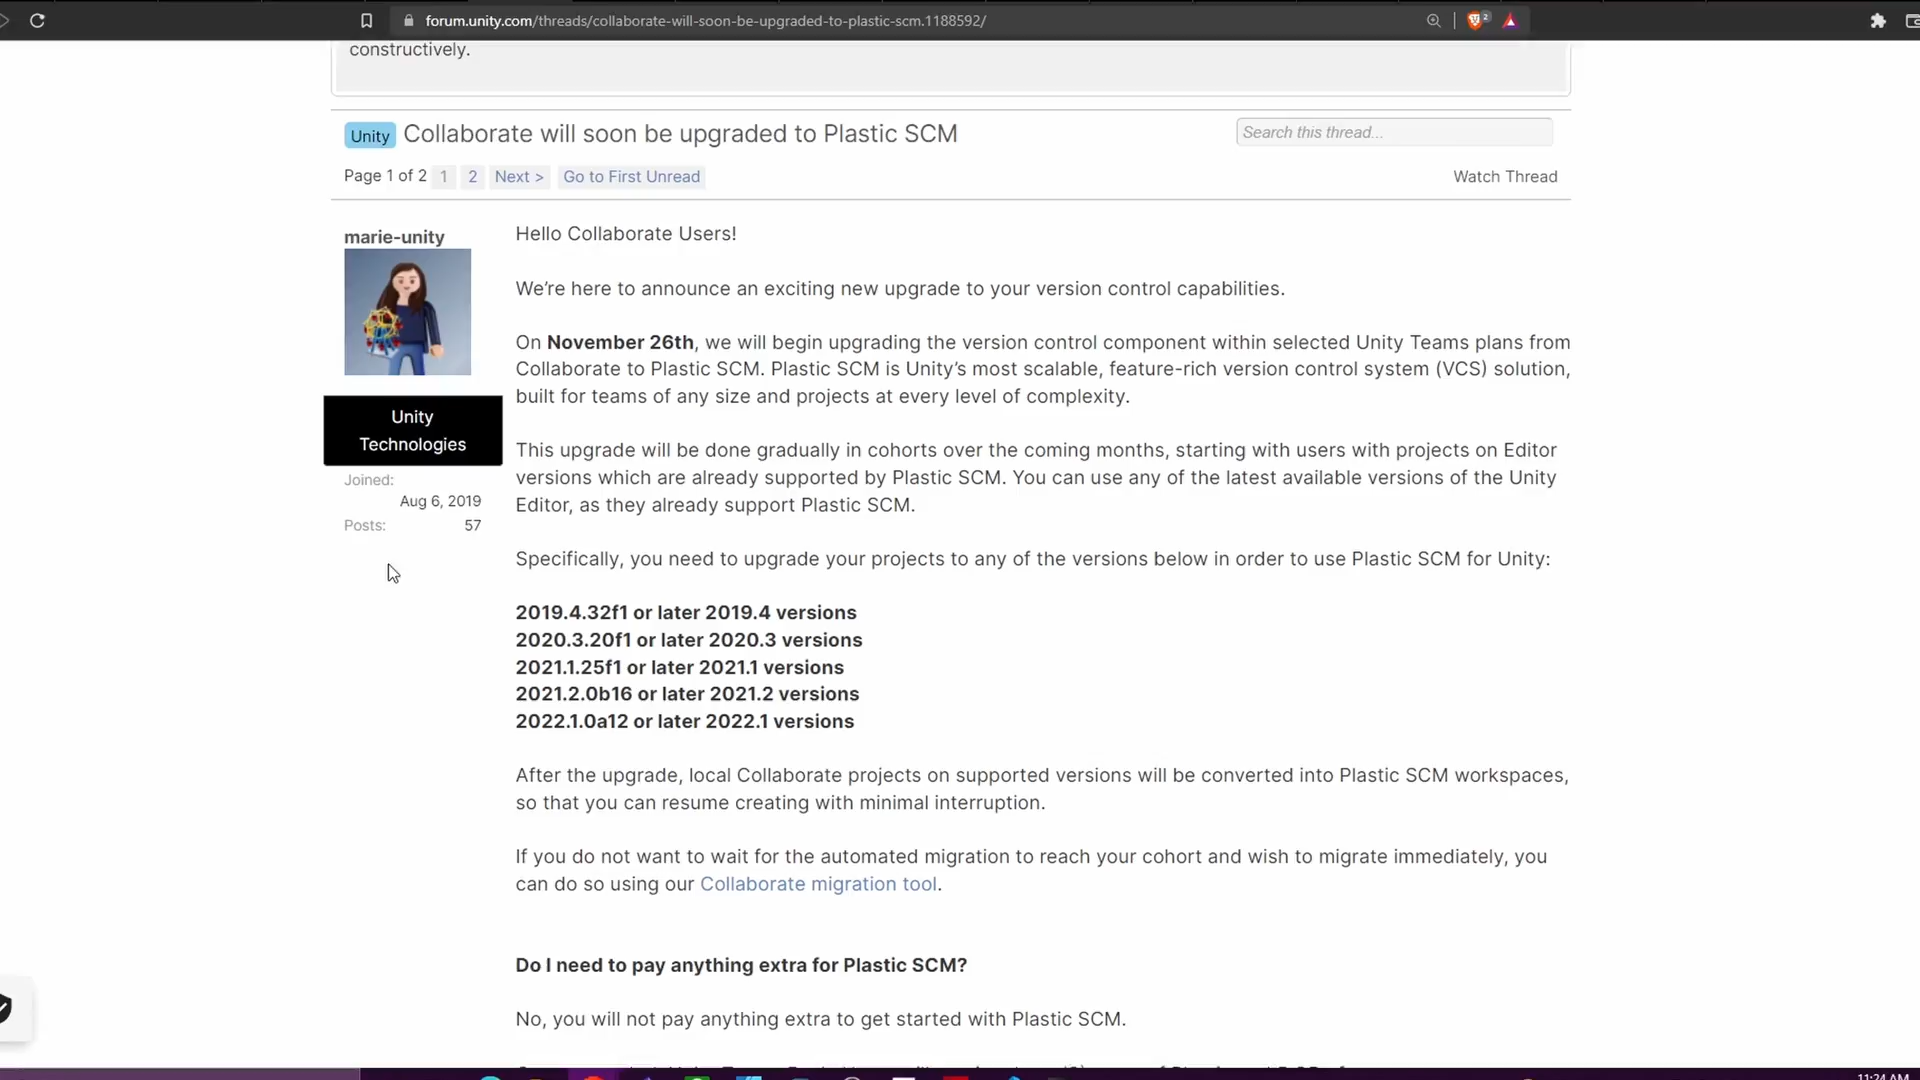 forum.unity.com/threads/collaborate-will-soon-be-upgraded-to-plastic-scm.1188592/
2
constructively.
Unity Collaborate will soon be upgraded to Plastic SCM
Search this thread...
Page 1 of 2 1 2 Next > Go to First Unread
Watch Thread
marie-unity
Unity
Technologies
Joined:
Aug 6, 2019
Posts: 57
Hello Collaborate Users!
We're here to announce an exciting new upgrade to your version control capabilities.
On November 26th, we will begin upgrading the version control component within selected Unity Teams plans from
Collaborate to Plastic SCM. Plastic SCM is Unity's most scalable, feature-rich version control system (VCS) solution,
built for teams of any size and projects at every level of complexity.
This upgrade will be done gradually in cohorts over the coming months, starting with users with projects on Editor
versions which are already supported by Plastic SCM. You can use any of the latest available versions of the Unity
Editor, as they already support Plastic SCM.
Specifically, you need to upgrade your projects to any of the versions below in order to use Plastic SCM for Unity:
2019.4.32f1 or later 2019.4 versions
2020.3.20f1 or later 2020.3 versions
2021.1.25f1 or later 2021.1 versions
2021.2.0b16 or later 2021.2 versions
2022.1.0a12 or later 2022.1 versions
After the upgrade, local Collaborate projects on supported versions will be converted into Plastic SCM workspaces,
so that you can resume creating with minimal interruption.
If you do not want to wait for the automated migration to reach your cohort and wish to migrate immediately, you
can do so using our Collaborate migration tool.
Do I need to pay anything extra for Plastic SCM?
No, you will not pay anything extra to get started with Plastic SCM.
11:24 AM